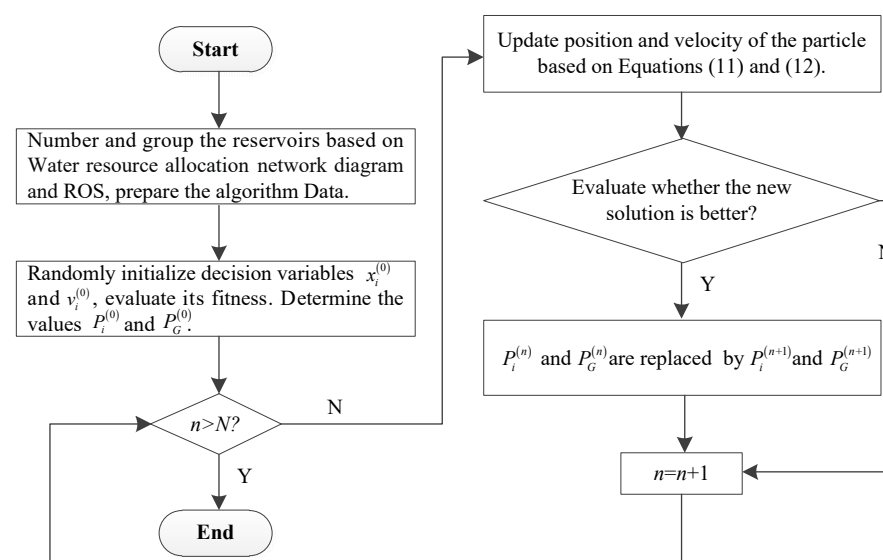 Start
Number and group the reservoirs based on
Water resource allocation network diagram
and ROS, prepare the algorithm Data.
Randomly initialize decision variables $x_i^{(0)}$
and $v_i^{(0)}$, evaluate its fitness. Determine the
values $P_i^{(0)}$ and $P_G^{(0)}$.
n>N?
N
Y
End
Update position and velocity of the particle
based on Equations (11) and (12).
Evaluate whether the new
solution is better?
N
Y
$P_i^{(n)}$ and $P_G^{(n)}$ are replaced by $P_i^{(n+1)}$ and $P_G^{(n+1)}$
n=n+1